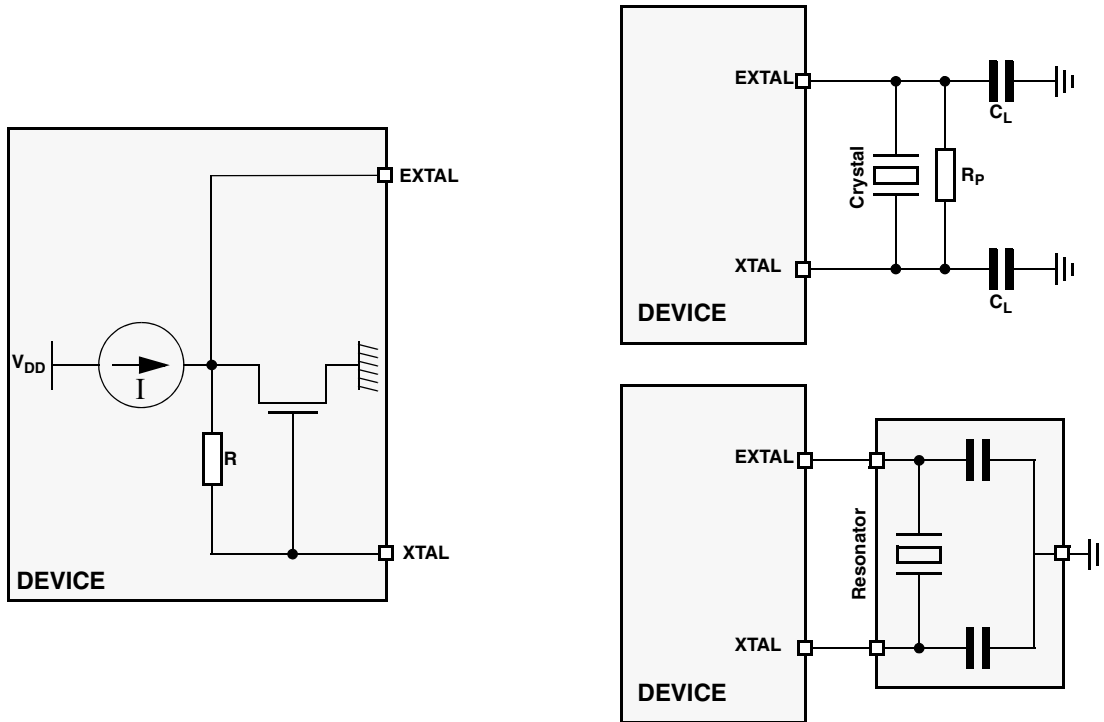 EXTAL
V_DD
I
R
XTAL
DEVICE
EXTAL
C_L
Crystal
R_P
XTAL
C_L
DEVICE
EXTAL
Resonator
XTAL
DEVICE